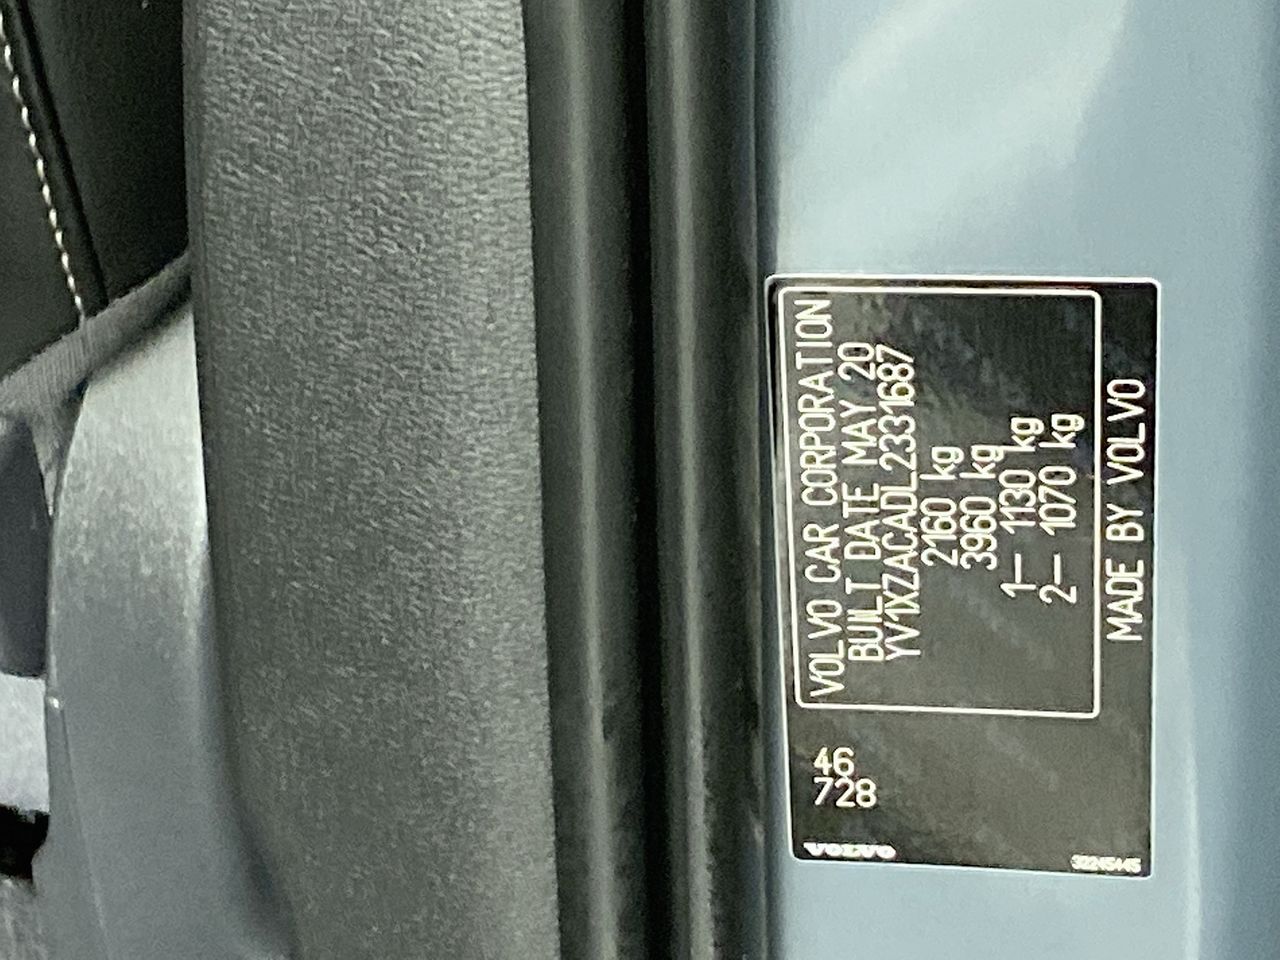 VOLVO CAR CORPORATION
BUILT DATE MAY 20
YV1XZACADL2331687
2160 kg
3960 kg
1– 1130 kg
2– 1070 kg
MADE BY VOLVO
46
728
VOLVO
32245445